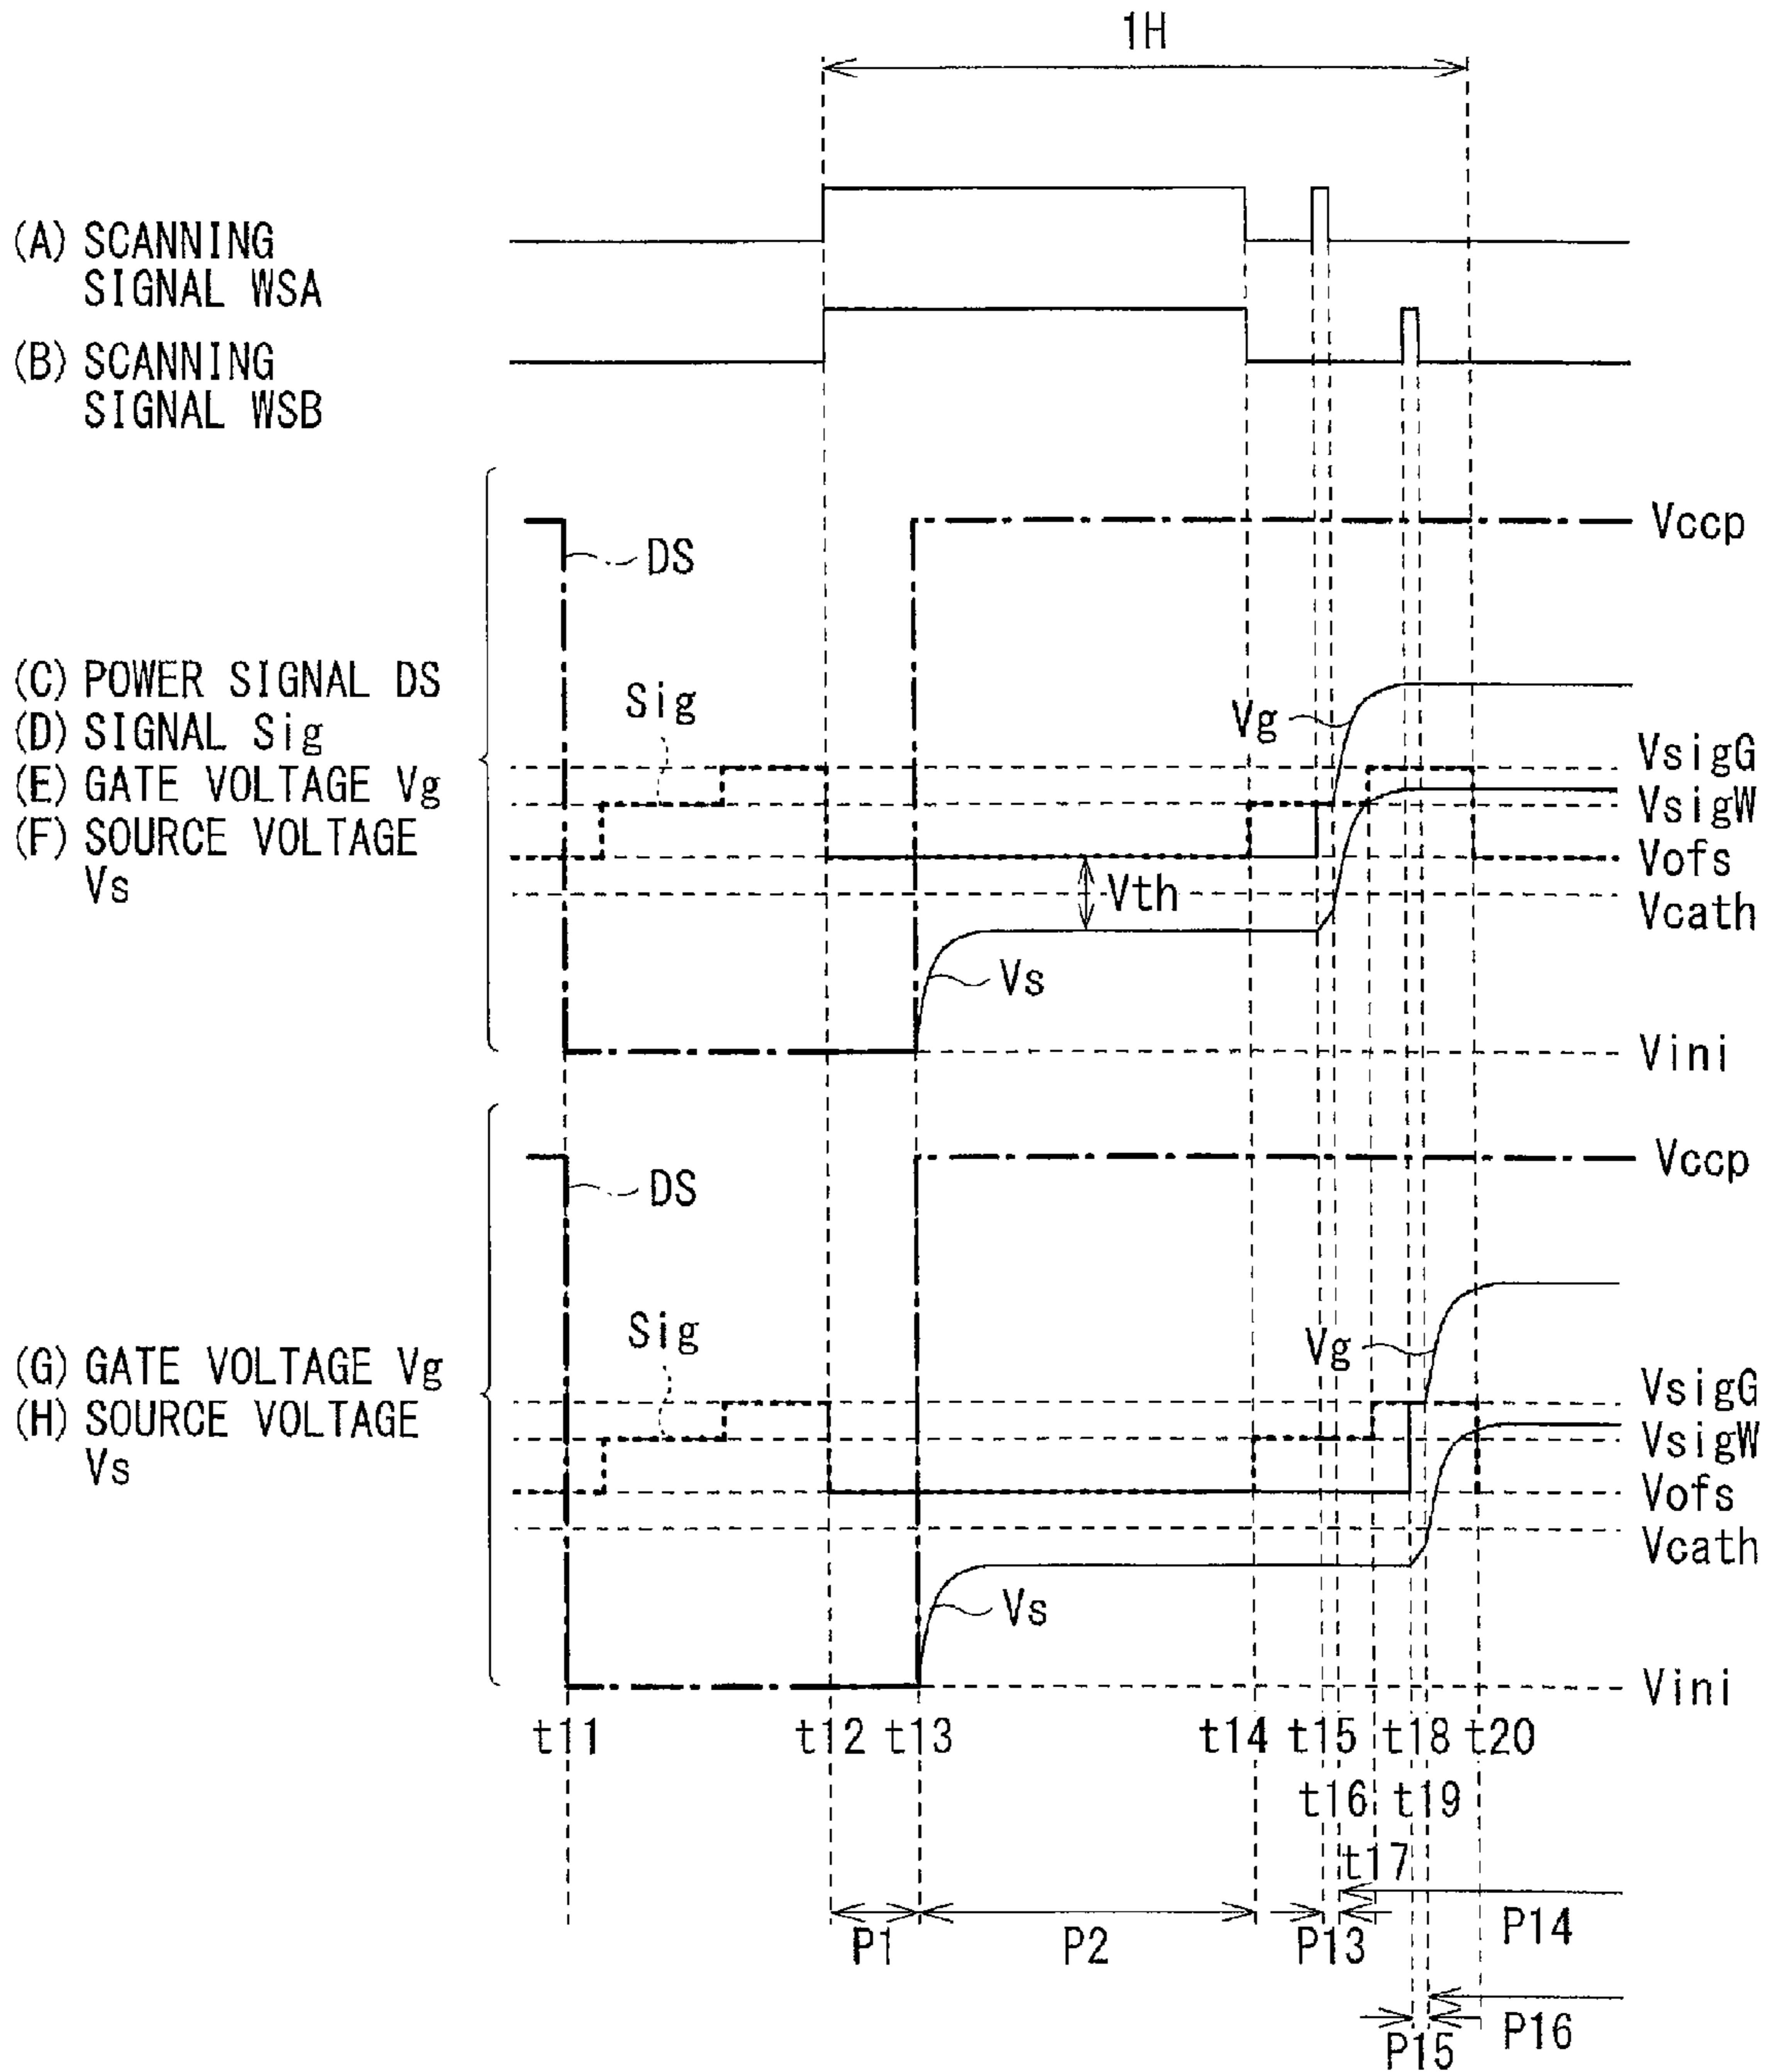 1H
(A) SCANNING
SIGNAL WSA
(B) SCANNING
SIGNAL WSB
Vccp
DS
(C) POWER SIGNAL DS
(D) SIGNAL Sig
(E) GATE VOLTAGE Vg
(F) SOURCE VOLTAGE
Vs
Sig
Vg
VsigG
VsigW
Vofs
Vth
Vcath
Vs
Vini
Vccp
DS
Sig
Vg
(G) GATE VOLTAGE Vg
(H) SOURCE VOLTAGE
Vs
VsigG
VsigW
Vofs
Vcath
Vs
Vini
t11 t12 t13 t14 t15 t18 t20
t16 t19
t17
P1 P2 P13 P14
P15 P16